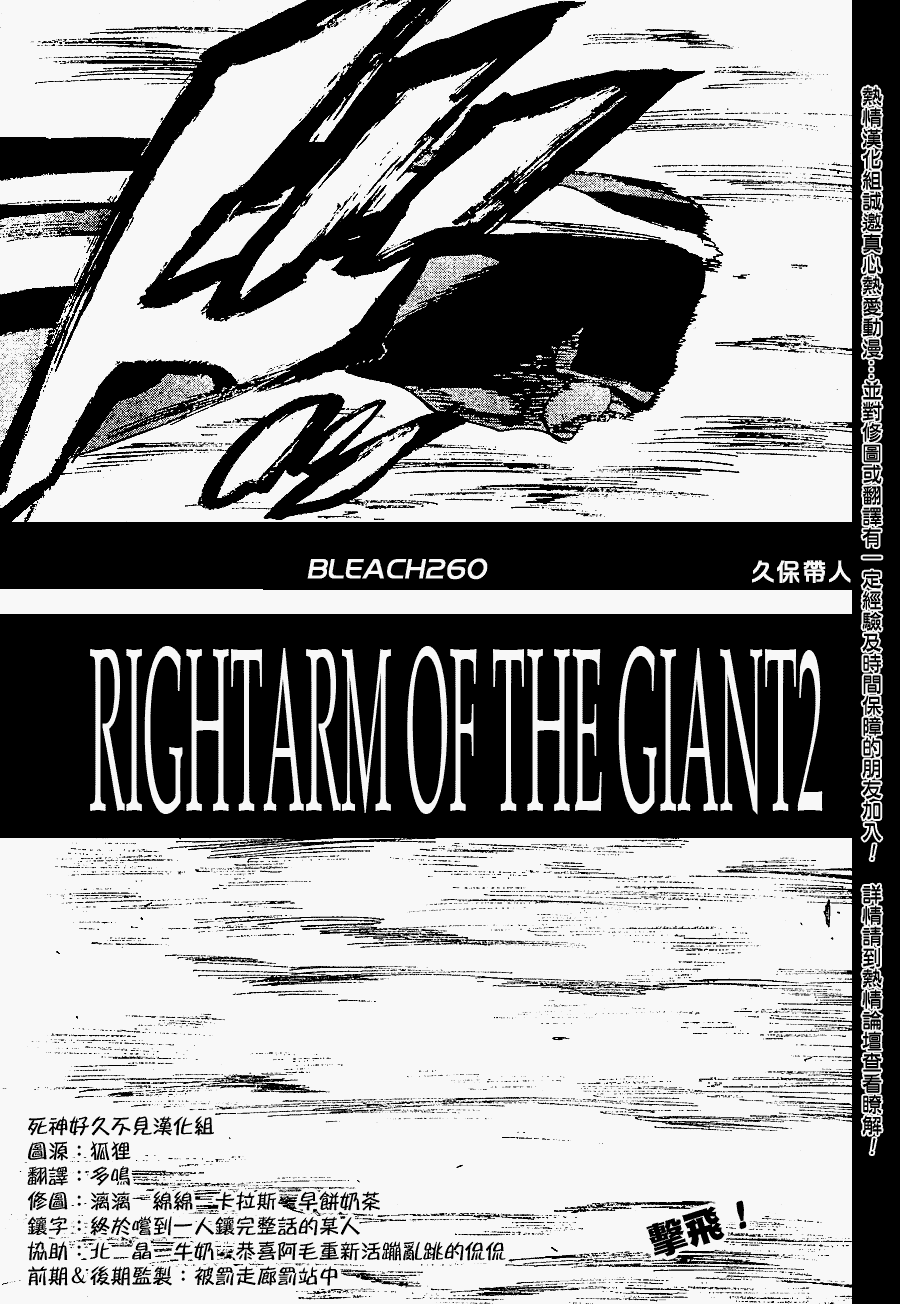 BLEACH260
久保帶人
RIGHTARM OF THE GIANT2
熱情漢化組誠邀真心熱愛動漫…並對修圖或翻譯有一定經驗及時間保障的朋友加入！ 詳情請到熱情論壇查看瞭解！
死神好久不見漢化組
圖源：狐狸
翻譯：多鳴
修圖：漓漓 綿綿 卡拉斯 早餅奶茶
鑲字：終於嚐到一人鑲完整話的某人
協助：北 晶 牛奶 恭喜阿毛重新活蹦亂跳的侃侃
前期&後期監製：被罰走廊罰站中
擊飛！